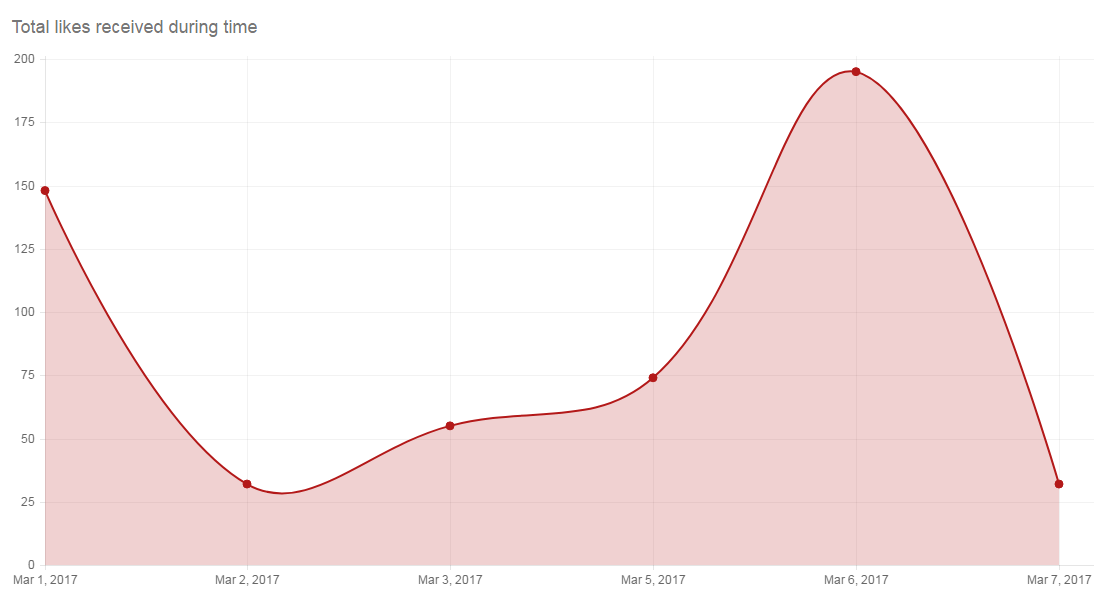 Total likes received during time
200
175
150
125
100
75
50
25
0
Mar 1, 2017
Mar 2, 2017
Mar 3, 2017
Mar 5, 2017
Mar 6, 2017
Mar 7, 2017